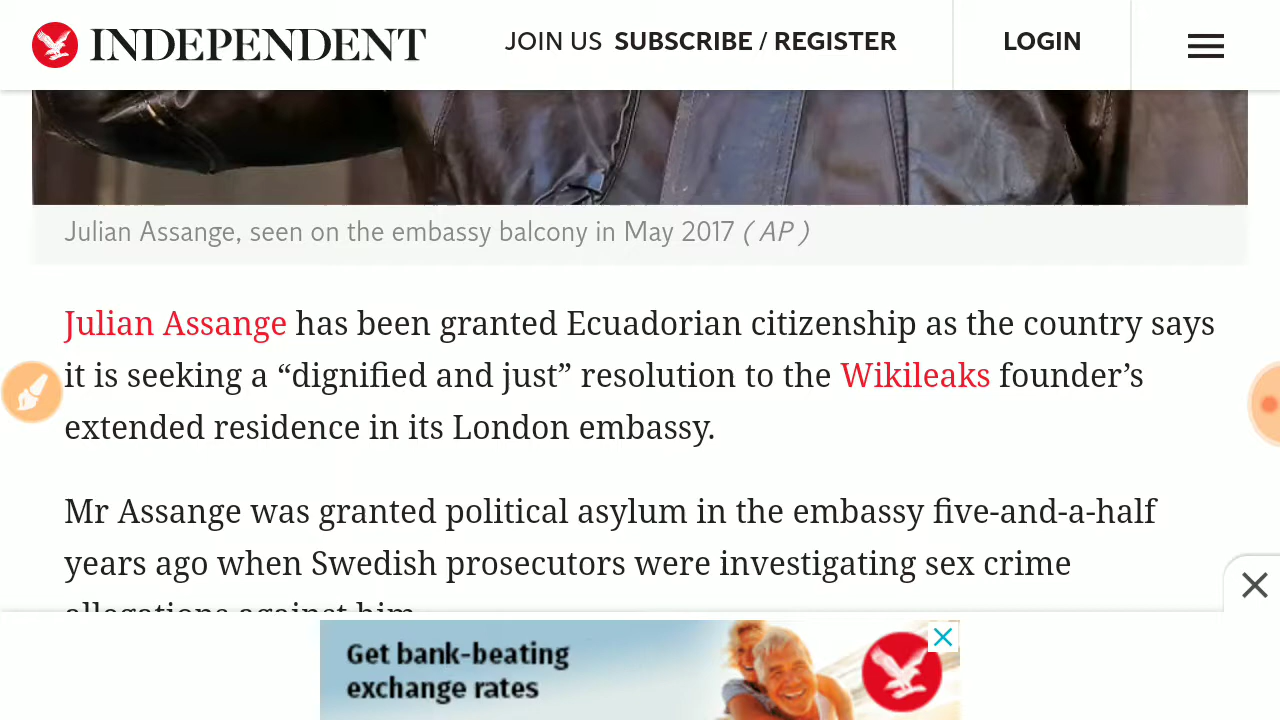 INDEPENDENT
JOIN US SUBSCRIBE / REGISTER
LOGIN
Julian Assange, seen on the embassy balcony in May 2017 ( AP )
Julian Assange has been granted Ecuadorian citizenship as the country says
it is seeking a “dignified and just” resolution to the Wikileaks founder’s
extended residence in its London embassy.
Mr Assange was granted political asylum in the embassy five-and-a-half
years ago when Swedish prosecutors were investigating sex crime
allegations against him.
Get bank-beating
exchange rates